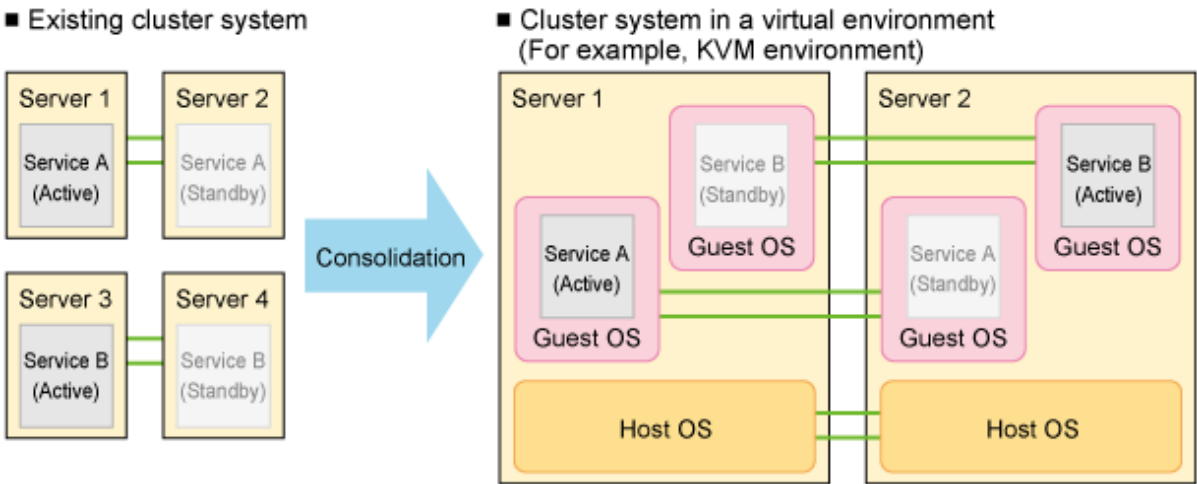 ■ Existing cluster system
Server 1
Service A
(Active)
Server 2
Service A
(Standby)
Server 3
Service B
(Active)
Server 4
Service B
(Standby)
Consolidation
■ Cluster system in a virtual environment
(For example, KVM environment)
Server 1
Service B
(Standby)
Guest OS
Service A
(Active)
Guest OS
Host OS
Server 2
Service B
(Active)
Guest OS
Service A
(Standby)
Guest OS
Host OS